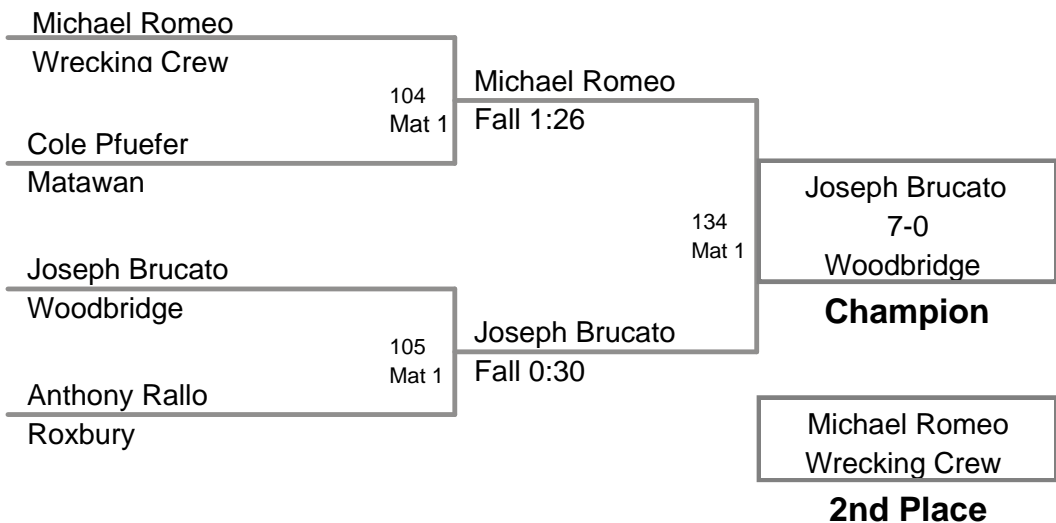 Michael Romeo
Wrecking Crew
104
Mat 1
Cole Pfuefer
Matawan
Michael Romeo
Fall 1:26
Joseph Brucato
Woodbridge
105
Mat 1
Anthony Rallo
Roxbury
Joseph Brucato
Fall 0:30
134
Mat 1
Joseph Brucato
7-0
Woodbridge
Champion
Michael Romeo
Wrecking Crew
2nd Place